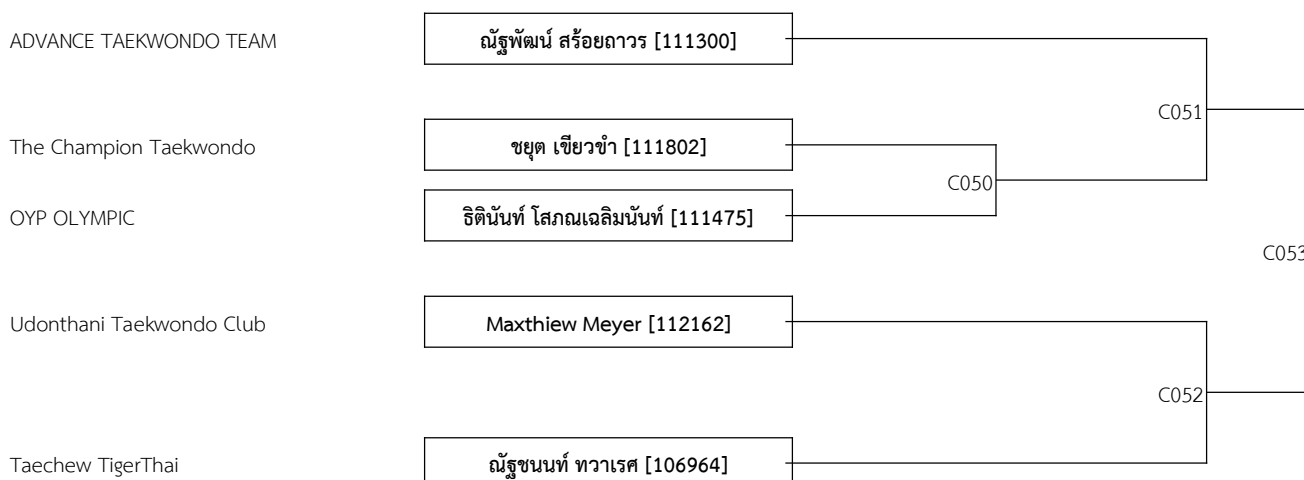 ADVANCE TAEKWONDO TEAM ณัฐพัฒน์ สร้อยถาวร [111300]
C051
The Champion Taekwondo ชยุต เขียวขำ [111802]
C050
OYP OLYMPIC ธิตินันท์ โสภณเฉลิมนันท์ [111475]
C053
Udonthani Taekwondo Club Maxthiew Meyer [112162]
C052
Taechew TigerThai ณัฐชนนท์ ทวาเรศ [106964]